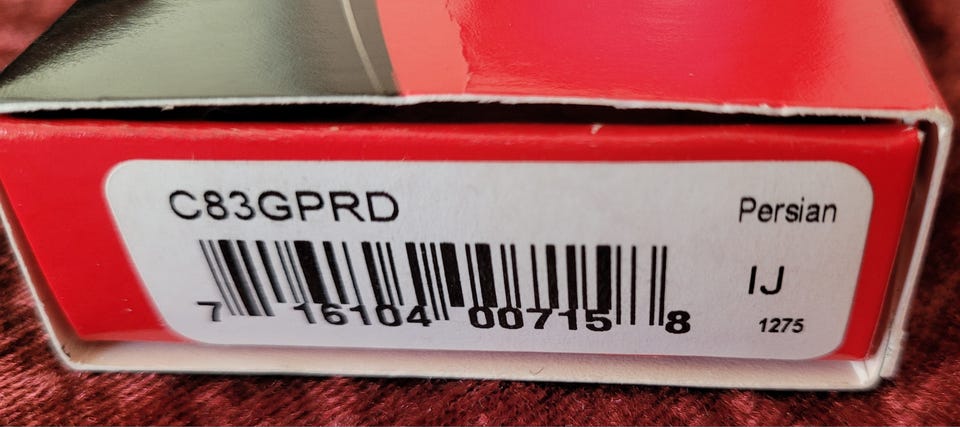 C83GPRD
Persian
7 16104 00715 8
IJ
1275